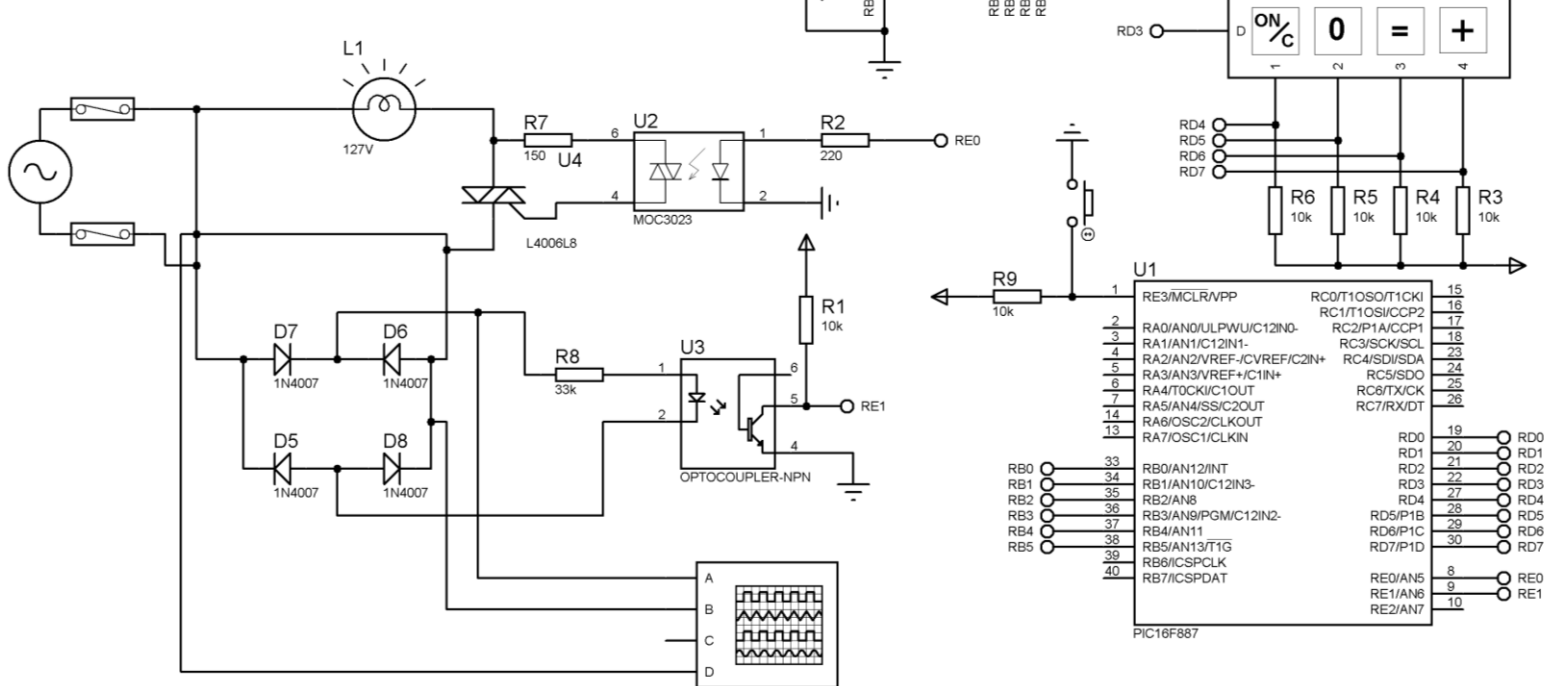 RB
RB
RB
RB
RB
RD3
D
ON/C
0
=
+
1
2
3
4
L1
127V
R7
150
U4
L4006L8
U2
6
4
1
2
MOC3023
R2
220
RE0
RD4
RD5
RD6
RD7
R6
10k
R5
10k
R4
10k
R3
10k
R9
10k
R1
10k
D7
1N4007
D6
1N4007
D5
1N4007
D8
1N4007
R8
33k
U3
1
2
6
5
4
OPTOCOUPLER-NPN
RE1
A
B
C
D
U1
1 RE3/MCLR/VPP
2 RA0/AN0/ULPWU/C12IN0-
3 RA1/AN1/C12IN1-
4 RA2/AN2/VREF-/CVREF/C2IN+
5 RA3/AN3/VREF+/C1IN+
6 RA4/T0CKI/C1OUT
7 RA5/AN4/SS/C2OUT
14 RA6/OSC2/CLKOUT
13 RA7/OSC1/CLKIN
RB0 33 RB0/AN12/INT
RB1 34 RB1/AN10/C12IN3-
RB2 35 RB2/AN8
RB3 36 RB3/AN9/PGM/C12IN2-
RB4 37 RB4/AN11
RB5 38 RB5/AN13/T1G
39 RB6/ICSPCLK
40 RB7/ICSPDAT
RC0/T1OSO/T1CKI 15
RC1/T1OSI/CCP2 16
RC2/P1A/CCP1 17
RC3/SCK/SCL 18
RC4/SDI/SDA 23
RC5/SDO 24
RC6/TX/CK 25
RC7/RX/DT 26
RD0 19 RD0
RD1 20 RD1
RD2 21 RD2
RD3 22 RD3
RD4 27 RD4
RD5/P1B 28 RD5
RD6/P1C 29 RD6
RD7/P1D 30 RD7
RE0/AN5 8 RE0
RE1/AN6 9 RE1
RE2/AN7 10
PIC16F887